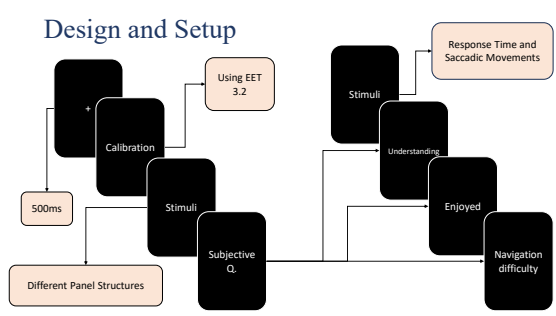 Design and Setup
+
Calibration
Stimuli
Subjective
Q.
Using EET
3.2
500ms
Different Panel Structures
Stimuli
Understanding
Enjoyed
Navigation
difficulty
Response Time and
Saccadic Movements